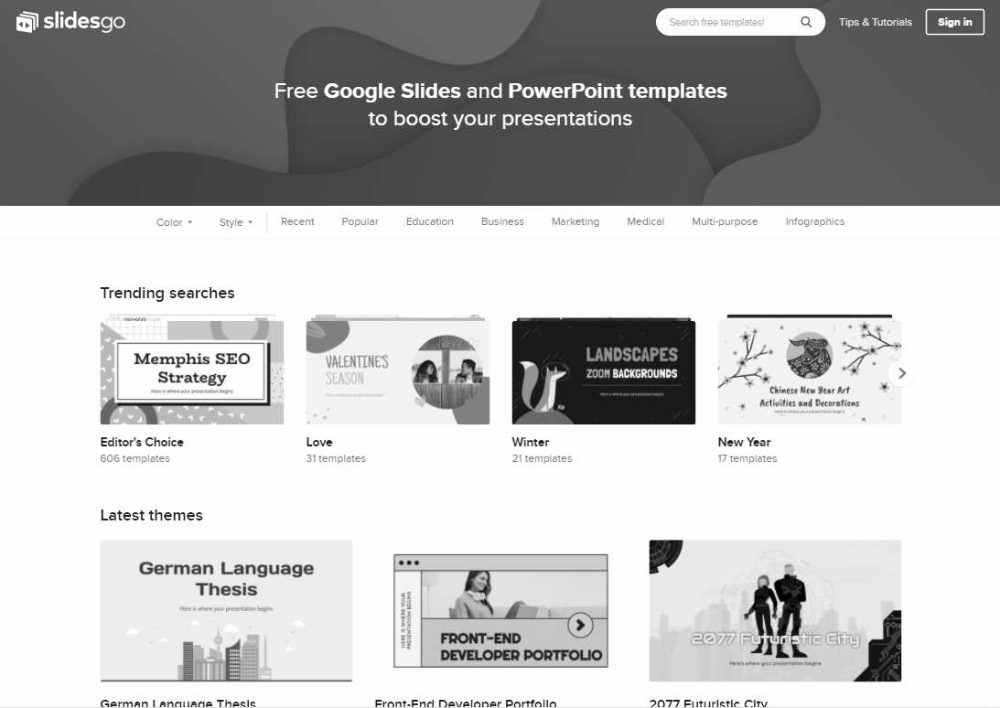 slidesgo
Search free templates!
Tips & Tutorials
Sign in
Free Google Slides and PowerPoint templates
to boost your presentations
Color
Style
Recent
Popular
Education
Business
Marketing
Medical
Multi-purpose
Infographics
Trending searches
Memphis SEO
Strategy
Here is where your presentation begins
Editor's Choice
606 templates
VALENTINE'S
SEASON
This is where your presentation begins
Love
31 templates
LANDSCAPES
ZOOM BACKGROUNDS
Here is where your presentation begins
Winter
21 templates
Chinese New Year Art
Activities and Decorations
Here is where your presentation begins
New Year
17 templates
Latest themes
German Language
Thesis
Here is where your presentation begins
German Language Thesis
HERE IS WHERE YOUR
PRESENTATION BEGINS
FRONT-END
DEVELOPER PORTFOLIO
Front-End Developer Portfolio
2077 Futuristic City
Here's where your presentation begins
2077 Futuristic City